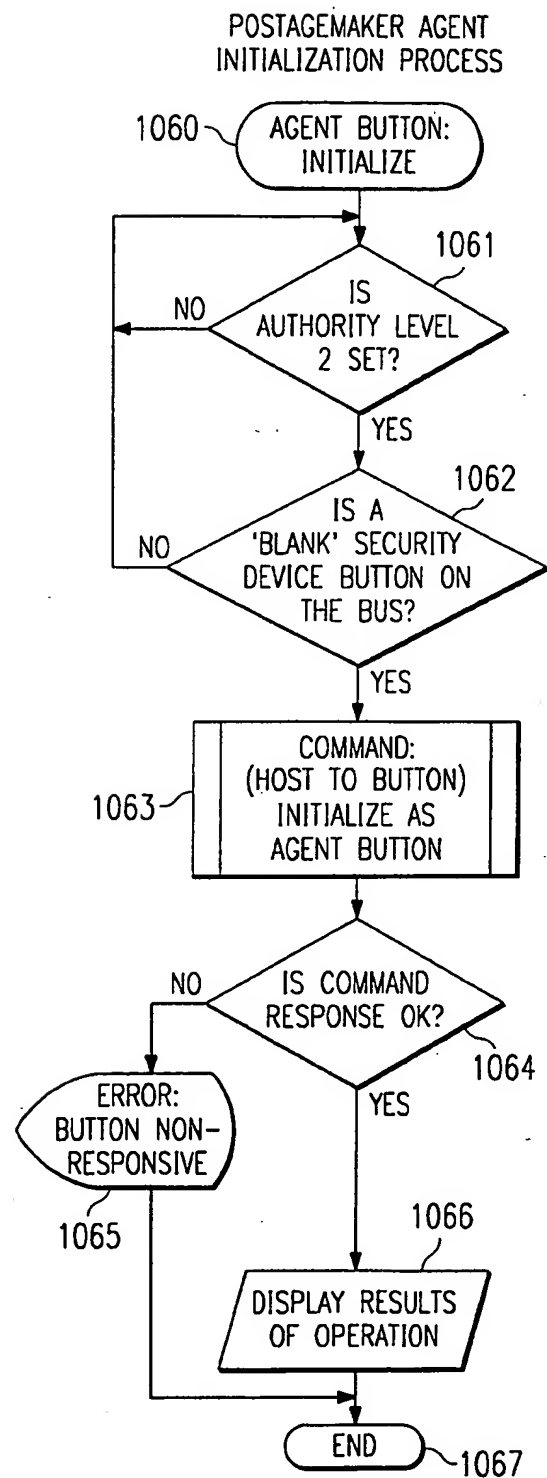 POSTAGEMAKER AGENT
INITIALIZATION PROCESS
1060
AGENT BUTTON:
INITIALIZE
1061
IS
AUTHORITY LEVEL
2 SET?
NO
YES
1062
IS A
'BLANK' SECURITY
DEVICE BUTTON ON
THE BUS?
NO
YES
1063
COMMAND:
(HOST TO BUTTON)
INITIALIZE AS
AGENT BUTTON
NO
IS COMMAND
RESPONSE OK?
1064
YES
ERROR:
BUTTON NON-
RESPONSIVE
1065
1066
DISPLAY RESULTS
OF OPERATION
END
1067